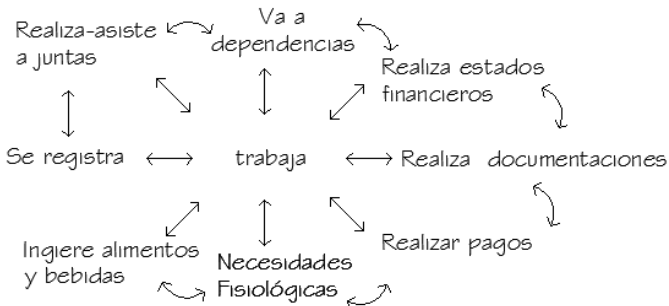 Realiza-asiste
a juntas
Va a
dependencias
Realiza estados
financieros
Se registra
trabaja
Realiza documentaciones
Ingiere alimentos
y bebidas
Necesidades
Fisiológicas
Realizar pagos